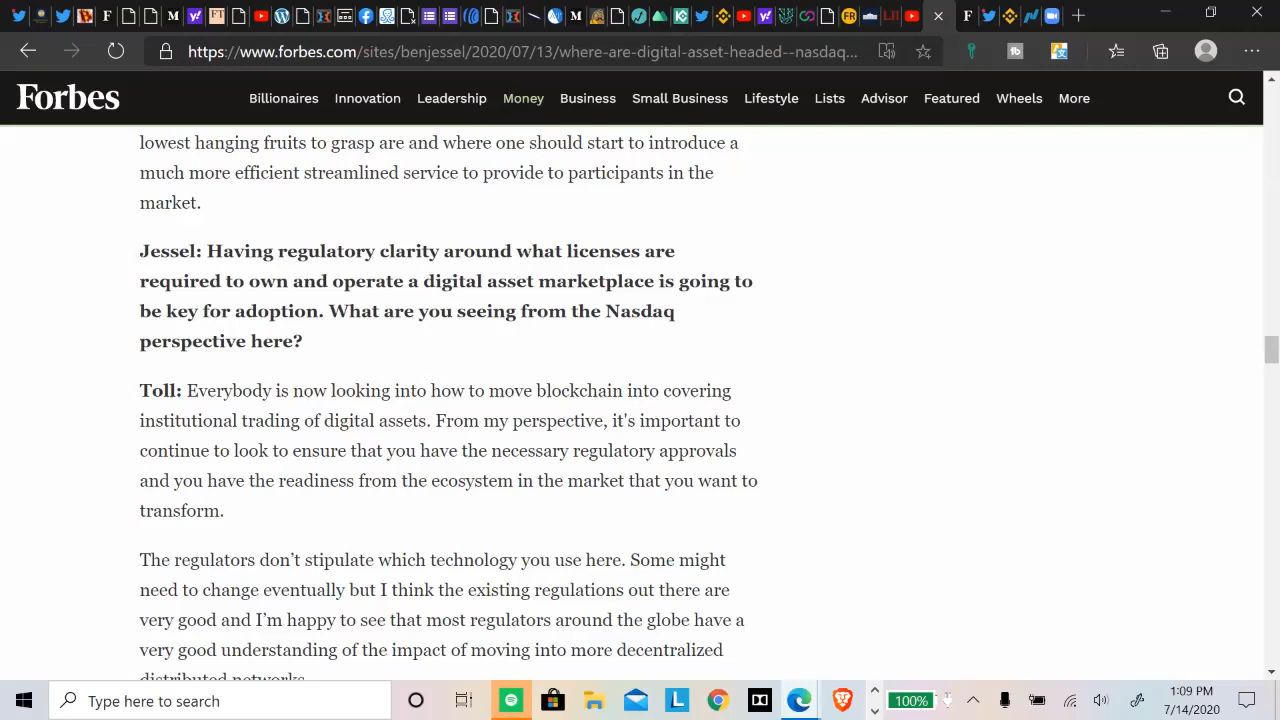 https://www.forbes.com/sites/benjessel/2020/07/13/where-are-digital-asset-headed--nasdaq...
Forbes
Billionaires Innovation Leadership Money Business Small Business Lifestyle Lists Advisor Featured Wheels More
lowest hanging fruits to grasp are and where one should start to introduce a
much more efficient streamlined service to provide to participants in the
market.
Jessel: Having regulatory clarity around what licenses are
required to own and operate a digital asset marketplace is going to
be key for adoption. What are you seeing from the Nasdaq
perspective here?
Toll: Everybody is now looking into how to move blockchain into covering
institutional trading of digital assets. From my perspective, it's important to
continue to look to ensure that you have the necessary regulatory approvals
and you have the readiness from the ecosystem in the market that you want to
transform.
The regulators don’t stipulate which technology you use here. Some might
need to change eventually but I think the existing regulations out there are
very good and I’m happy to see that most regulators around the globe have a
very good understanding of the impact of moving into more decentralized
distributed networks.
Type here to search
100%
1:09 PM
7/14/2020